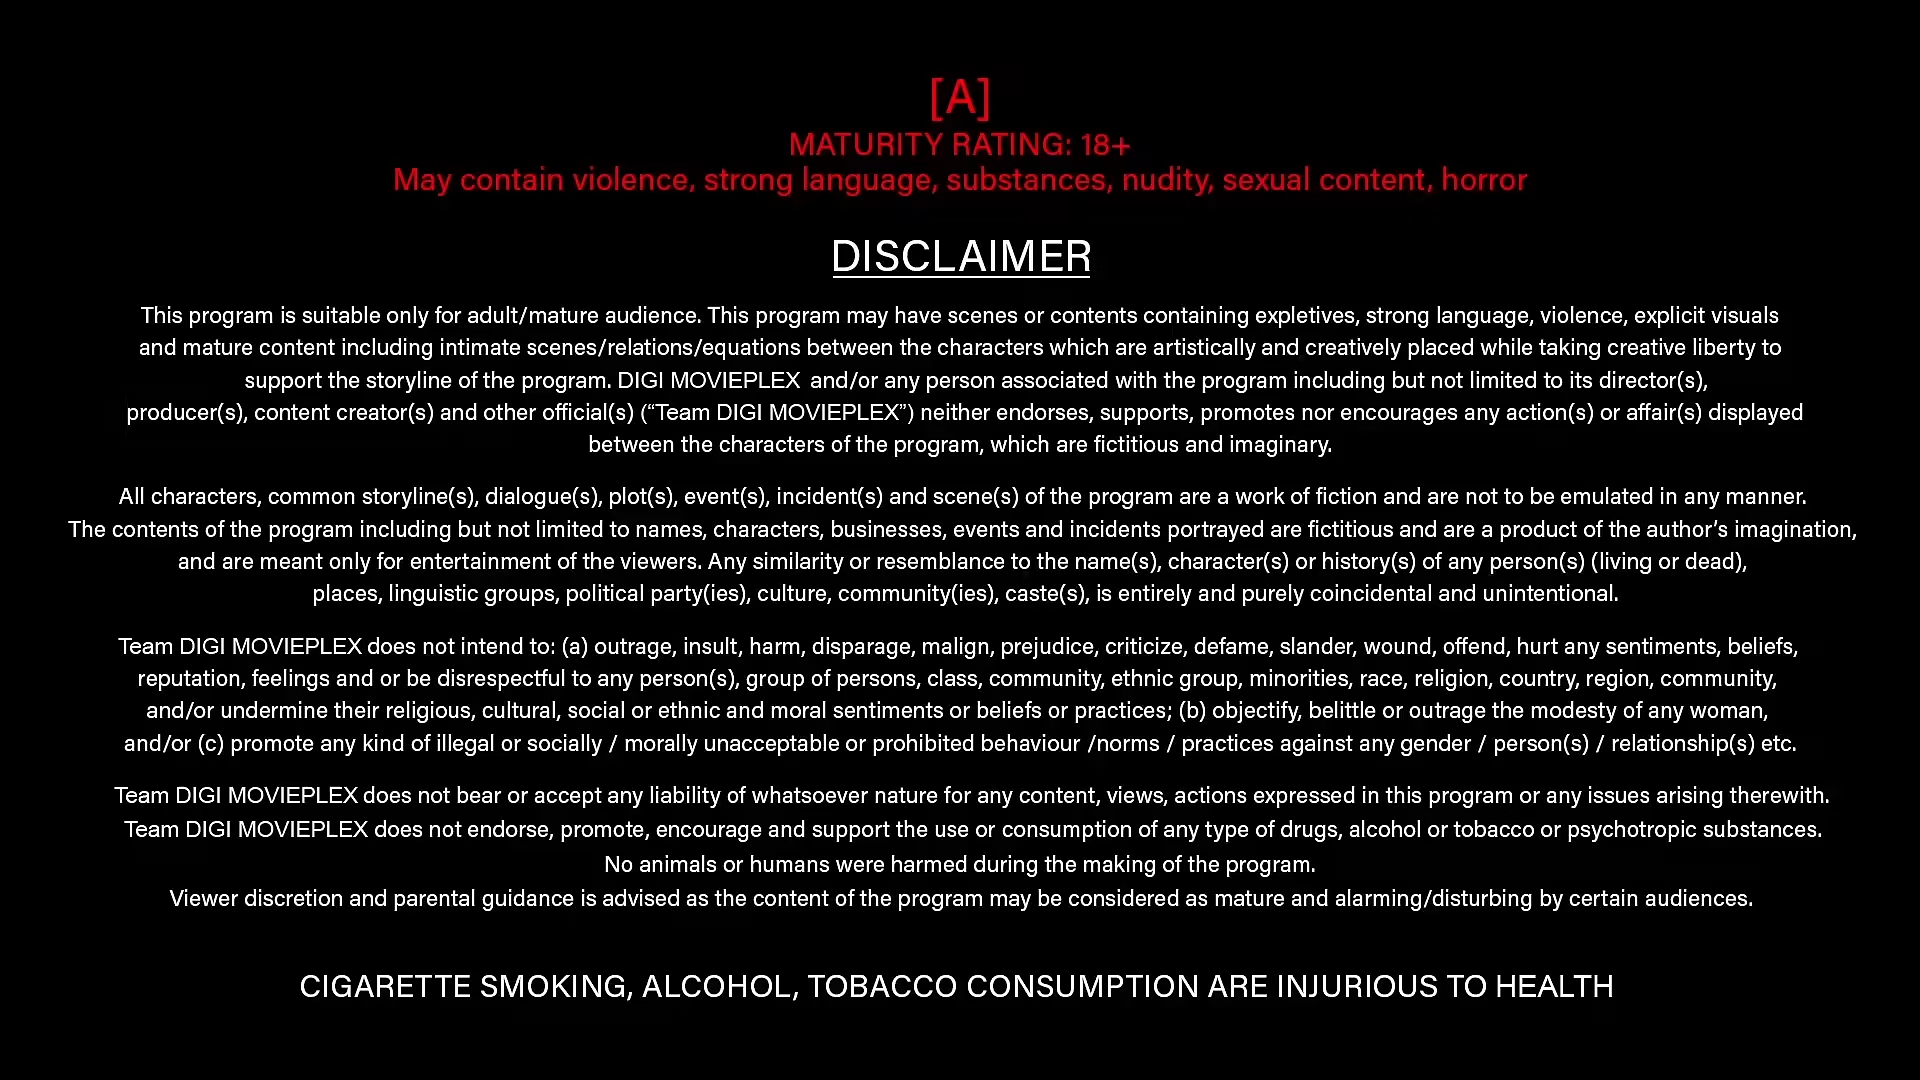 [A]
MATURITY RATING: 18+
May contain violence, strong language, substances, nudity, sexual content, horror
DISCLAIMER
This program is suitable only for adult/mature audience. This program may have scenes or contents containing expletives, strong language, violence, explicit visuals
and mature content including intimate scenes/relations/equations between the characters which are artistically and creatively placed while taking creative liberty to
support the storyline of the program. DIGI MOVIEPLEX and/or any person associated with the program including but not limited to its director(s),
producer(s), content creator(s) and other official(s) (“Team DIGI MOVIEPLEX”) neither endorses, supports, promotes nor encourages any action(s) or affair(s) displayed
between the characters of the program, which are fictitious and imaginary.
All characters, common storyline(s), dialogue(s), plot(s), event(s), incident(s) and scene(s) of the program are a work of fiction and are not to be emulated in any manner.
The contents of the program including but not limited to names, characters, businesses, events and incidents portrayed are fictitious and are a product of the author’s imagination,
and are meant only for entertainment of the viewers. Any similarity or resemblance to the name(s), character(s) or history(s) of any person(s) (living or dead),
places, linguistic groups, political party(ies), culture, community(ies), caste(s), is entirely and purely coincidental and unintentional.
Team DIGI MOVIEPLEX does not intend to: (a) outrage, insult, harm, disparage, malign, prejudice, criticize, defame, slander, wound, offend, hurt any sentiments, beliefs,
reputation, feelings and or be disrespectful to any person(s), group of persons, class, community, ethnic group, minorities, race, religion, country, region, community,
and/or undermine their religious, cultural, social or ethnic and moral sentiments or beliefs or practices; (b) objectify, belittle or outrage the modesty of any woman,
and/or (c) promote any kind of illegal or socially / morally unacceptable or prohibited behaviour /norms / practices against any gender / person(s) / relationship(s) etc.
Team DIGI MOVIEPLEX does not bear or accept any liability of whatsoever nature for any content, views, actions expressed in this program or any issues arising therewith.
Team DIGI MOVIEPLEX does not endorse, promote, encourage and support the use or consumption of any type of drugs, alcohol or tobacco or psychotropic substances.
No animals or humans were harmed during the making of the program.
Viewer discretion and parental guidance is advised as the content of the program may be considered as mature and alarming/disturbing by certain audiences.
CIGARETTE SMOKING, ALCOHOL, TOBACCO CONSUMPTION ARE INJURIOUS TO HEALTH